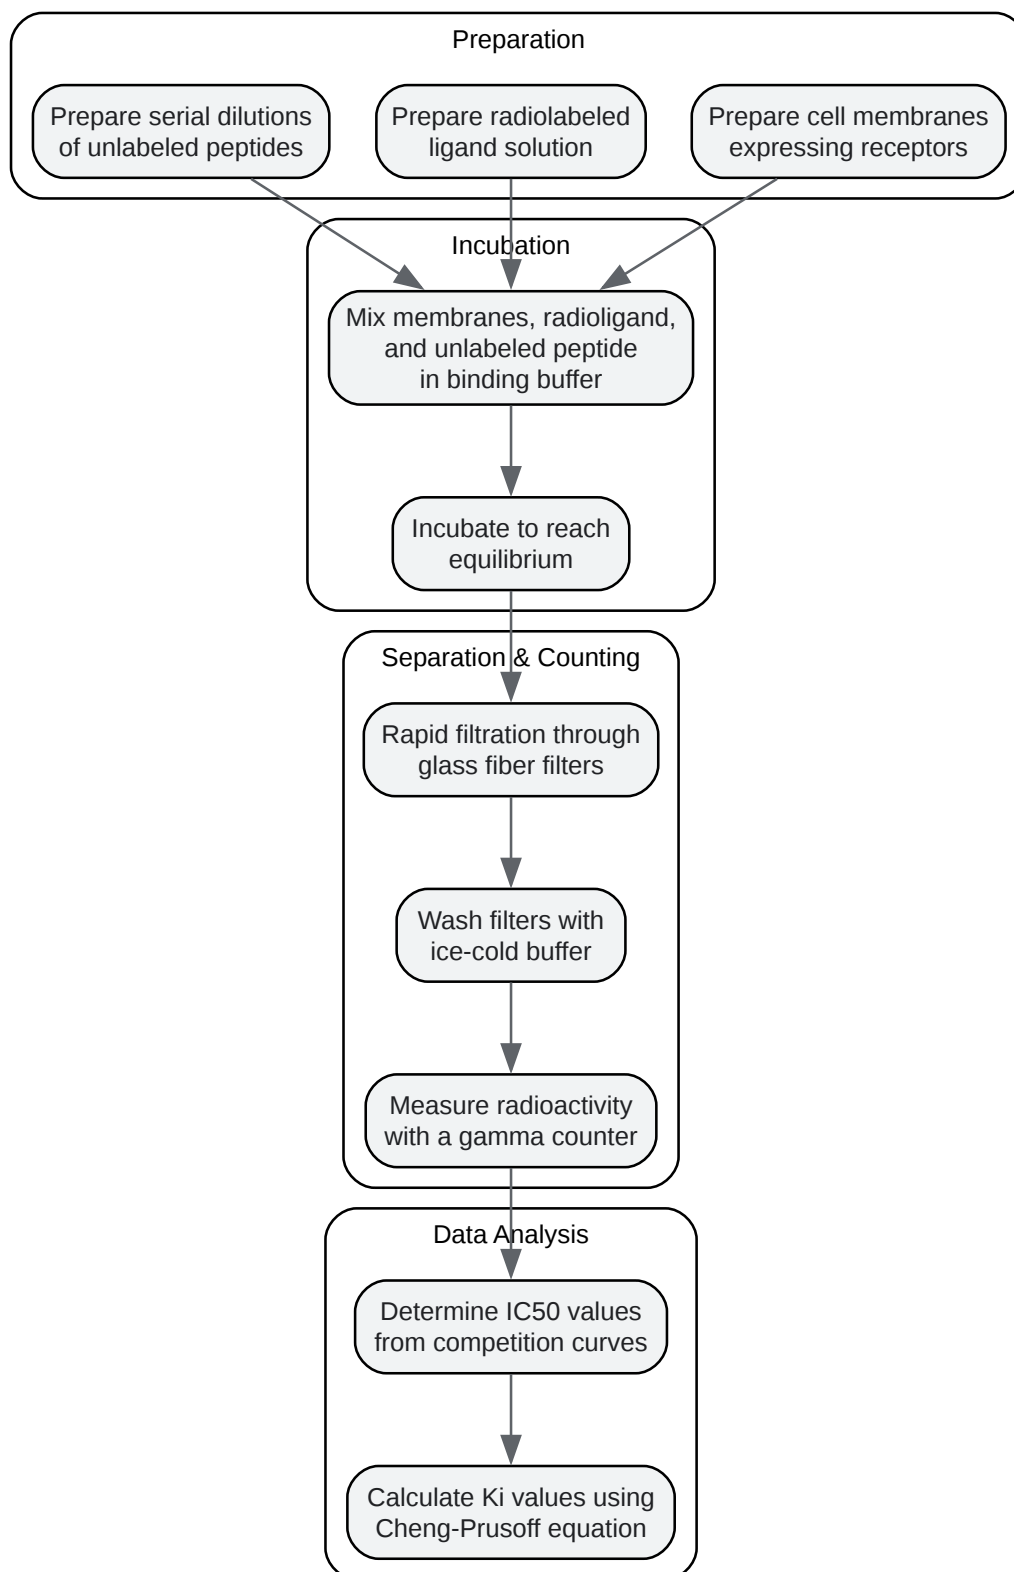 Preparation
Prepare serial dilutions
of unlabeled peptides
Prepare radiolabeled
ligand solution
Prepare cell membranes
expressing receptors
Incubation
Mix membranes, radioligand,
and unlabeled peptide
in binding buffer
Incubate to reach
equilibrium
Separation & Counting
Rapid filtration through
glass fiber filters
Wash filters with
ice-cold buffer
Measure radioactivity
with a gamma counter
Data Analysis
Determine IC50 values
from competition curves
Calculate Ki values using
Cheng-Prusoff equation